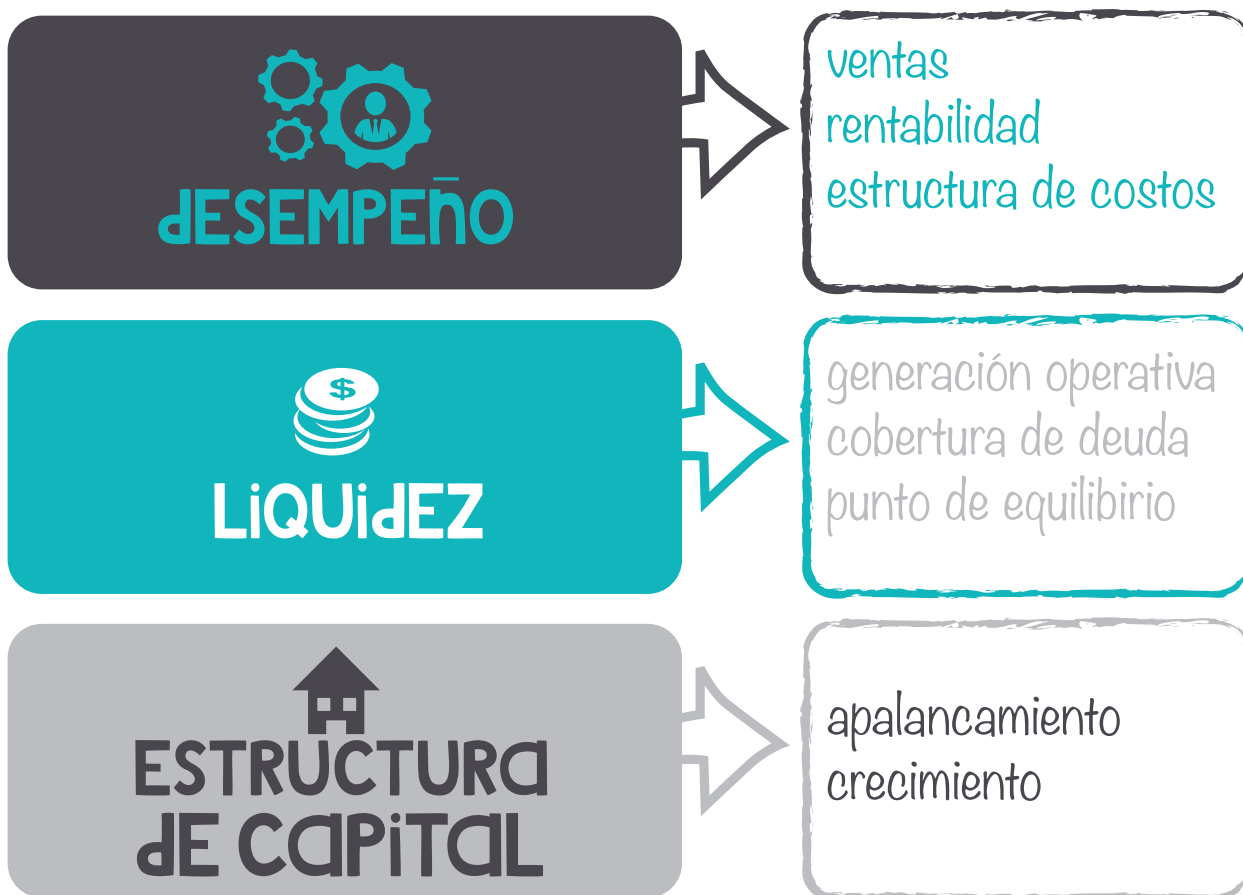 dESEMPEñO
ventas
rentabilidad
estructura de costos
$
LiQUidEZ
generación operativa
cobertura de deuda
punto de equilibirio
ESTRUCTURa
dE CaPiTaL
apalancamiento
crecimiento